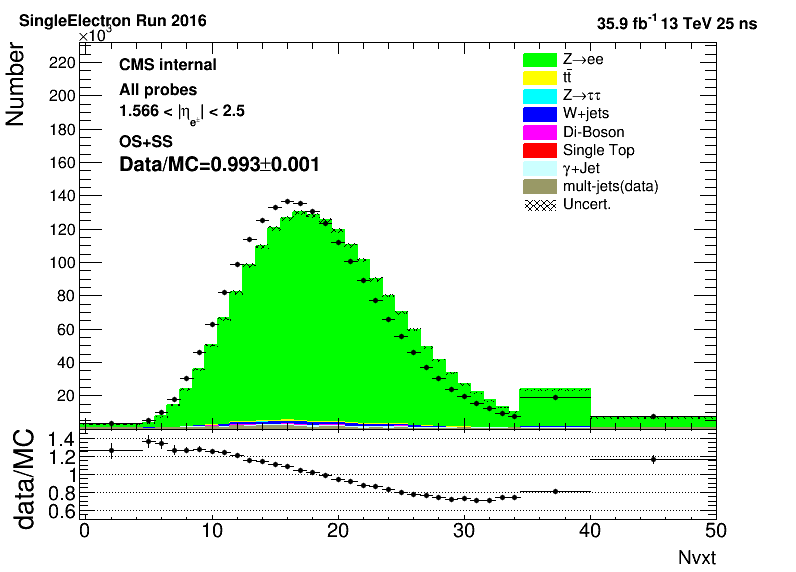 SingleElectron Run 2016
35.9 fb⁻¹ 13 TeV 25 ns
×10³
Number
CMS internal
All probes
1.566 < |η_e±| < 2.5
OS+SS
Data/MC=0.993±0.001
Z→ee
tt̄
Z→ττ
W+jets
Di-Boson
Single Top
γ+Jet
mult-jets(data)
Uncert.
220
200
180
160
140
120
100
80
60
40
20
data/MC
1.4
1.2
1
0.8
0.6
0 10 20 30 40 50
Nvxt